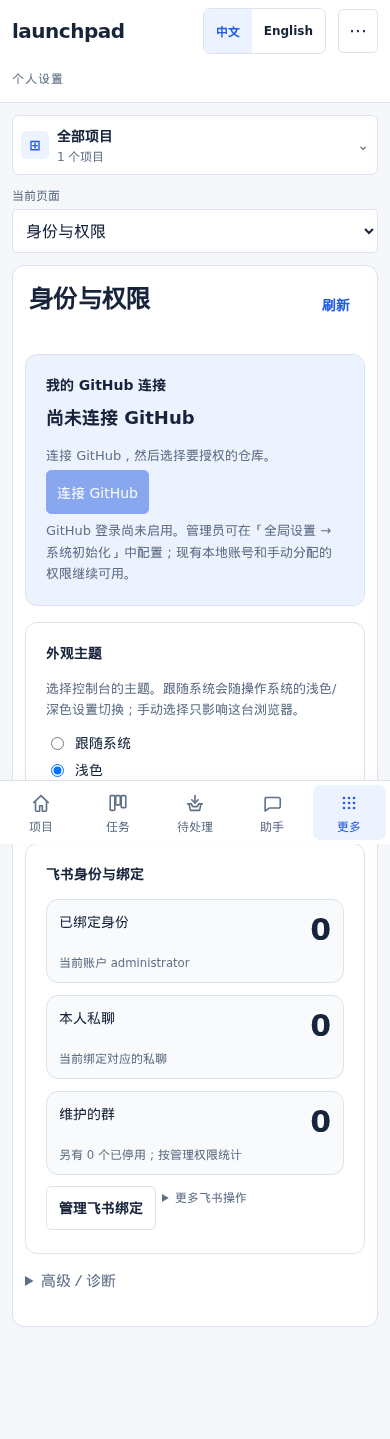 launchpad
中文
English
···
个人设置
全部项目
1 个项目
当前页面
身份与权限
身份与权限
刷新
我的 GitHub 连接
尚未连接 GitHub
连接 GitHub，然后选择要授权的仓库。
连接 GitHub
GitHub 登录尚未启用。管理员可在「全局设置 →
系统初始化」中配置；现有本地账号和手动分配的
权限继续可用。
外观主题
选择控制台的主题。跟随系统会随操作系统的浅色/
深色设置切换；手动选择只影响这台浏览器。
跟随系统
浅色
项目
任务
待处理
助手
更多
飞书身份与绑定
已绑定身份
0
当前账户 administrator
本人私聊
0
当前绑定对应的私聊
维护的群
0
另有 0 个已停用；按管理权限统计
管理飞书绑定
更多飞书操作
高级 / 诊断